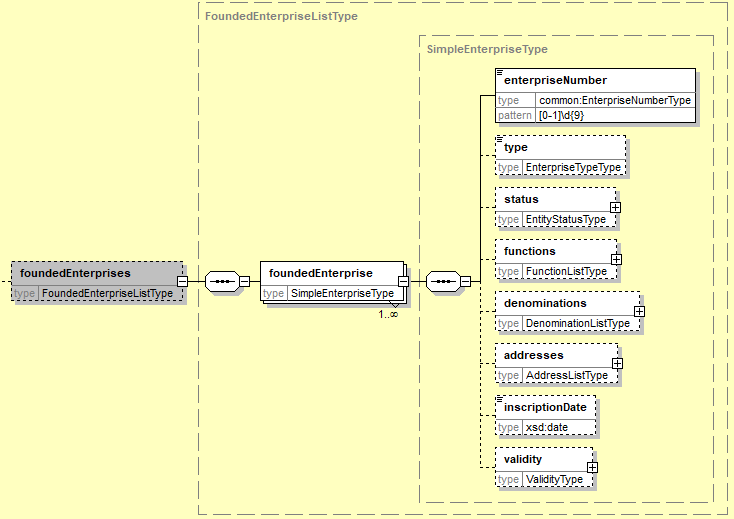 FoundedEnterpriseListType
SimpleEnterpriseType
enterpriseNumber
type common:EnterpriseNumberType
pattern [0-1]\d{9}
type
type EnterpriseTypeType
status
type EntityStatusType
functions
type FunctionListType
foundedEnterprises
type FoundedEnterpriseListType
foundedEnterprise
type SimpleEnterpriseType
1..∞
denominations
type DenominationListType
addresses
type AddressListType
inscriptionDate
type xsd:date
validity
type ValidityType